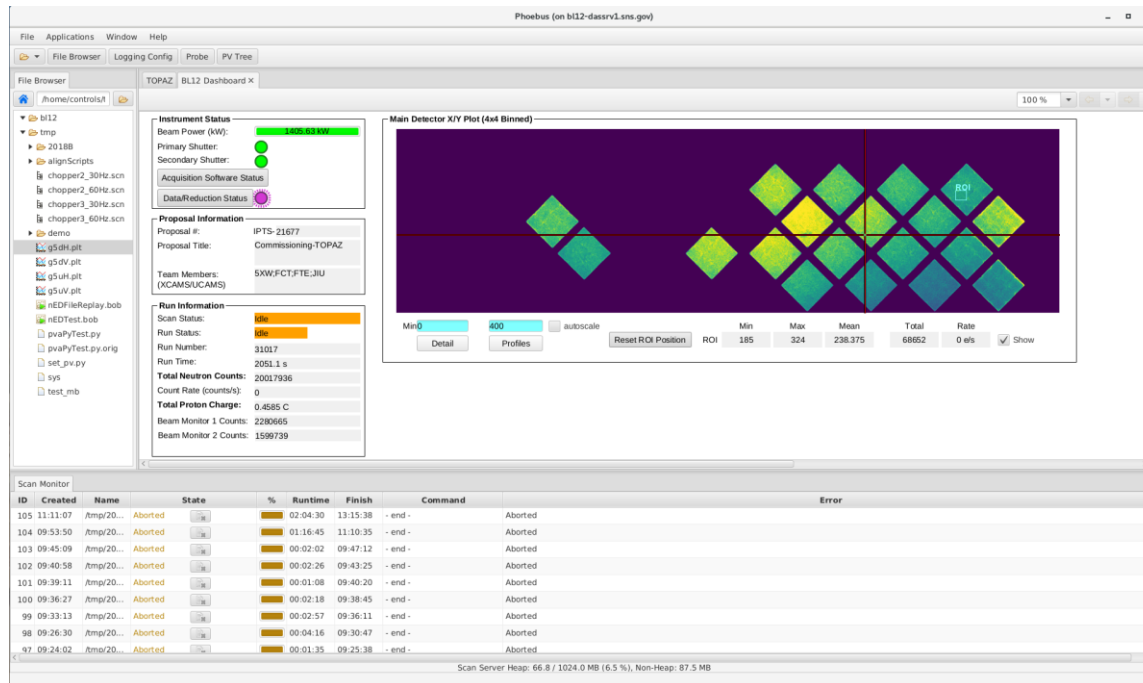 Phoebus (on bl12-dassrv1.sns.gov)
File Applications Window Help
File Browser Logging Config Probe PV Tree
File Browser
TOPAZ BL12 Dashboard ×
/home/controls/t
100 %
bl12
tmp
2018B
alignScripts
chopper2_30Hz.scn
chopper2_60Hz.scn
chopper3_30Hz.scn
chopper3_60Hz.scn
demo
g5dH.plt
g5dV.plt
g5uH.plt
g5uV.plt
nEDFileReplay.bob
nEDTest.bob
pvaPyTest.py
pvaPyTest.py.orig
set_pv.py
sys
test_mb
Instrument Status
Beam Power (kW): 1405.63 kW
Primary Shutter:
Secondary Shutter:
Acquisition Software Status
Data/Reduction Status
Proposal Information
Proposal #: IPTS- 21677
Proposal Title: Commissioning-TOPAZ
Team Members: 5XW;FCT;FTE;JIU
(XCAMS/UCAMS)
Run Information
Scan Status: Idle
Run Status: Idle
Run Number: 31017
Run Time: 2051.1 s
Total Neutron Counts: 20017936
Count Rate (counts/s): 0
Total Proton Charge: 0.4585 C
Beam Monitor 1 Counts: 2280665
Beam Monitor 2 Counts: 1599739
Main Detector X/Y Plot (4x4 Binned)
ROI
Min 0 400 autoscale
Detail Profiles
Min Max Mean Total Rate
Reset ROI Position ROI 185 324 238.375 68652 0 e/s Show
Scan Monitor
ID Created Name State % Runtime Finish Command Error
105 11:11:07 /tmp/20... Aborted 02:04:30 13:15:38 - end - Aborted
104 09:53:50 /tmp/20... Aborted 01:16:45 11:10:35 - end - Aborted
103 09:45:09 /tmp/20... Aborted 00:02:02 09:47:12 - end - Aborted
102 09:40:58 /tmp/20... Aborted 00:02:26 09:43:25 - end - Aborted
101 09:39:11 /tmp/20... Aborted 00:01:08 09:40:20 - end - Aborted
100 09:36:27 /tmp/20... Aborted 00:02:18 09:38:45 - end - Aborted
99 09:33:13 /tmp/20... Aborted 00:02:57 09:36:11 - end - Aborted
98 09:26:30 /tmp/20... Aborted 00:04:16 09:30:47 - end - Aborted
97 09:24:02 /tmp/20... Aborted 00:01:35 09:25:38 - end - Aborted
Scan Server Heap: 66.8 / 1024.0 MB (6.5 %), Non-Heap: 87.5 MB